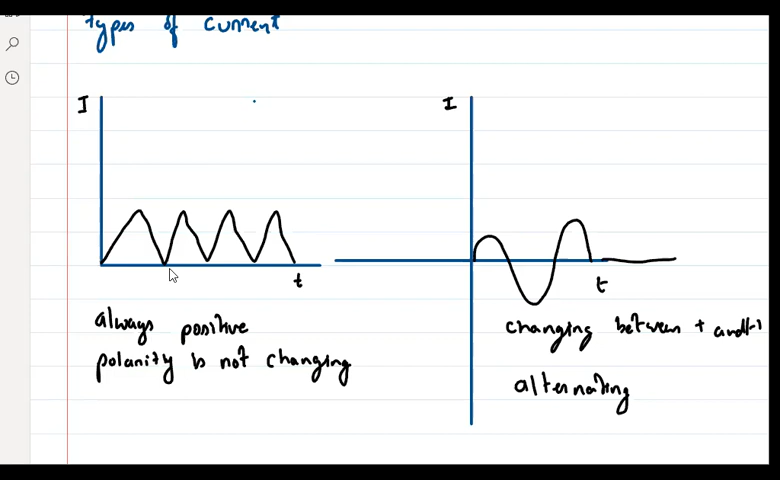 types of current
I
I
t
t
always positive
polarity is not changing
changing between + and(-)
alternating